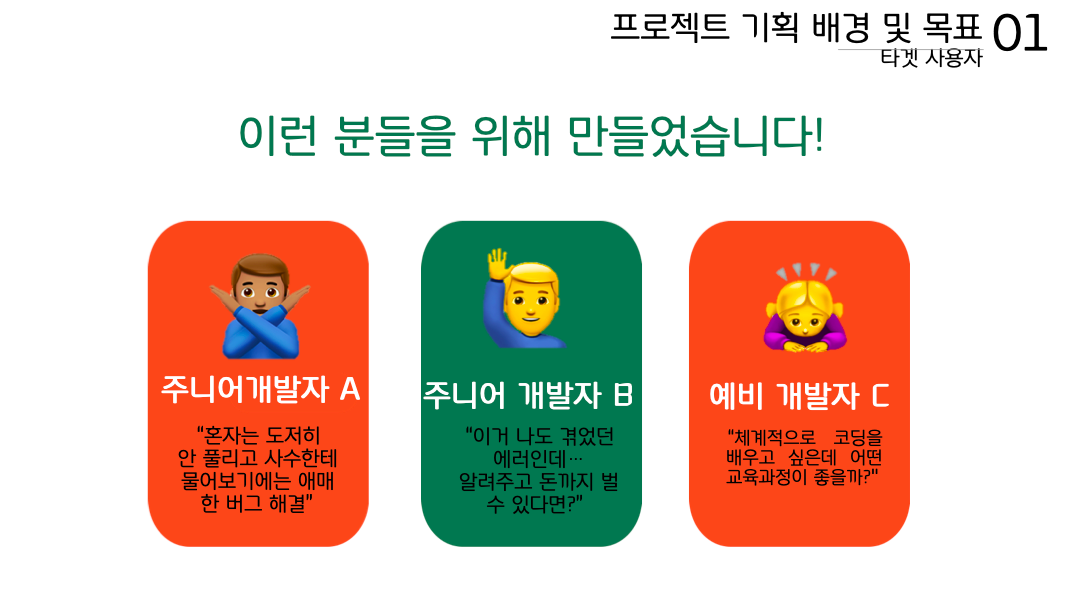 프로젝트 기획 배경 및 목표 01
타겟 사용자
이런 분들을 위해 만들었습니다!
주니어개발자 A
"혼자는 도저히
안 풀리고 사수한테
물어보기에는 애매
한 버그 해결"
주니어 개발자 B
"이거 나도 겪었던
에러인데…
알려주고 돈까지 벌
수 있다면?"
예비 개발자 C
"체계적으로 코딩을
배우고 싶은데 어떤
교육과정이 좋을까?"